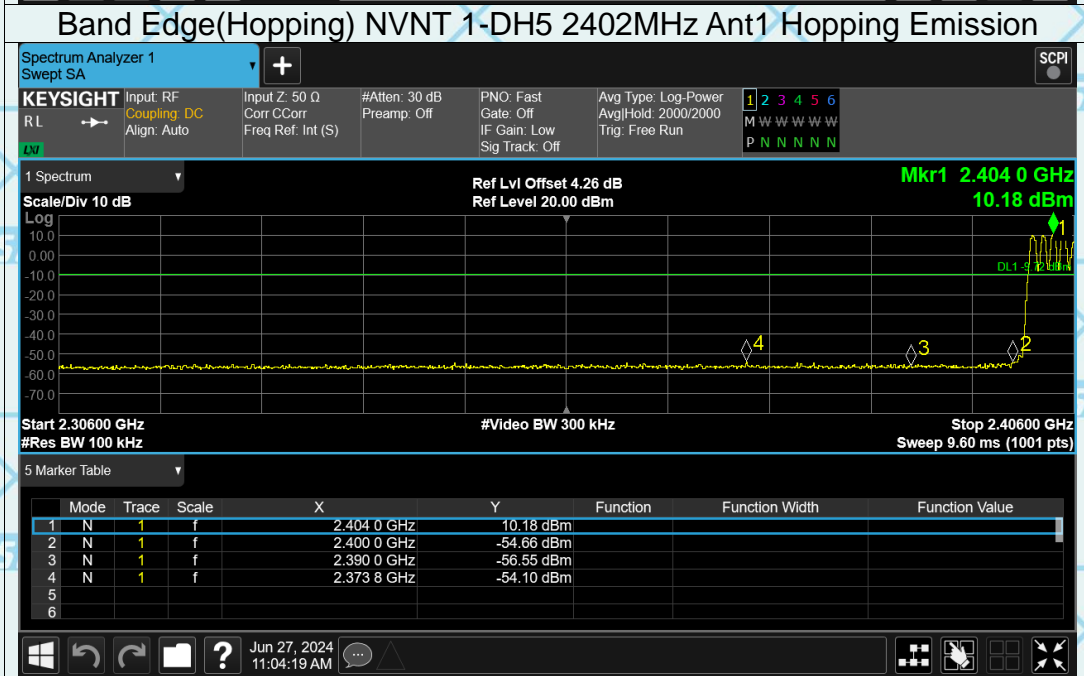 Band Edge(Hopping) NVNT 1-DH5 2402MHz Ant1 Hopping Emission
Spectrum Analyzer 1
Swept SA
SCPI
KEYSIGHT
RL
LXI
Input: RF
Coupling: DC
Align: Auto
Input Z: 50 Ω
Corr CCorr
Freq Ref: Int (S)
#Atten: 30 dB
Preamp: Off
PNO: Fast
Gate: Off
IF Gain: Low
Sig Track: Off
Avg Type: Log-Power
Avg|Hold: 2000/2000
Trig: Free Run
1 2 3 4 5 6
M W W W W W
P N N N N N
1 Spectrum
Scale/Div 10 dB
Ref Lvl Offset 4.26 dB
Ref Level 20.00 dBm
Mkr1 2.404 0 GHz
10.18 dBm
Log
10.0
0.00
-10.0
-20.0
-30.0
-40.0
-50.0
-60.0
-70.0
1
DL1 -9.72 dBm
4
3
2
Start 2.30600 GHz
#Res BW 100 kHz
#Video BW 300 kHz
Stop 2.40600 GHz
Sweep 9.60 ms (1001 pts)
5 Marker Table
Mode Trace Scale X Y Function Function Width Function Value
1 N 1 f 2.404 0 GHz 10.18 dBm
2 N 1 f 2.400 0 GHz -54.66 dBm
3 N 1 f 2.390 0 GHz -56.55 dBm
4 N 1 f 2.373 8 GHz -54.10 dBm
5
6
?
Jun 27, 2024
11:04:19 AM